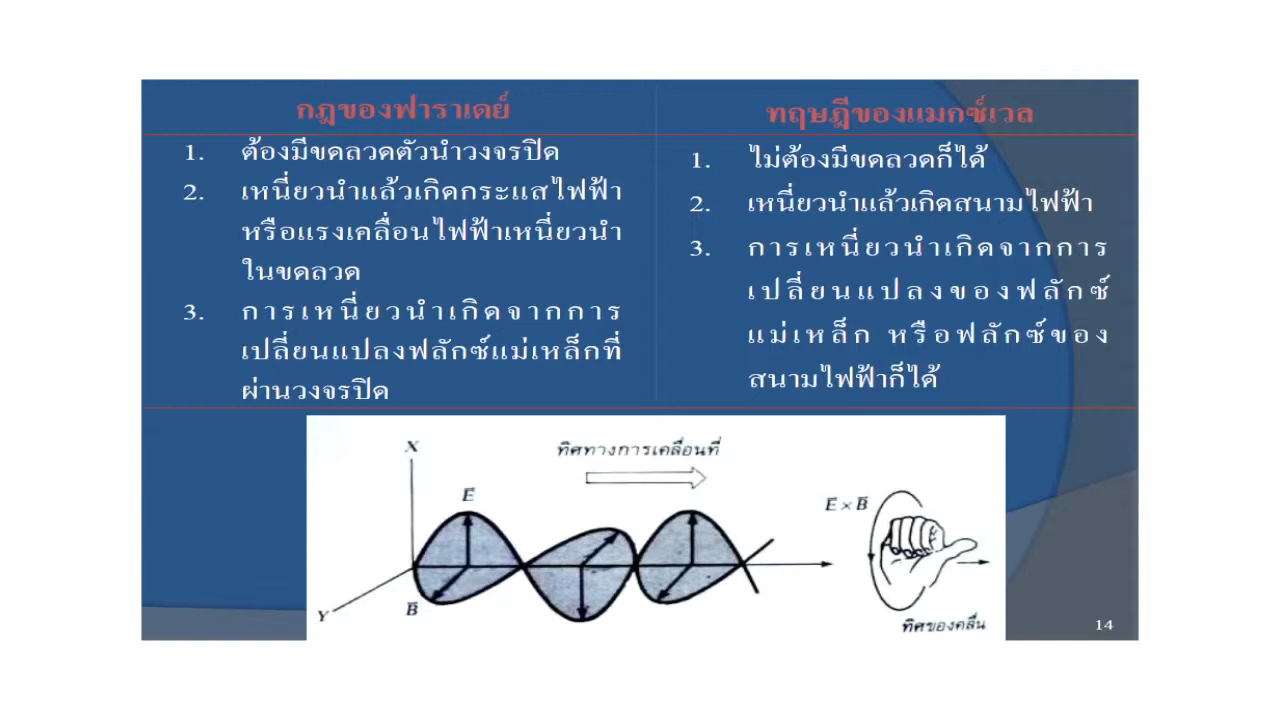 กฎของฟาราเดย์
1. ต้องมีขดลวดตัวนำวงจรปิด
2. เหนี่ยวนำแล้วเกิดกระแสไฟฟ้า
หรือแรงเคลื่อนไฟฟ้าเหนี่ยวนำ
ในขดลวด
3. การเหนี่ยวนำเกิดจากการ
เปลี่ยนแปลงฟลักซ์แม่เหล็กที่
ผ่านวงจรปิด
ทฤษฎีของแมกซ์เวล
1. ไม่ต้องมีขดลวดก็ได้
2. เหนี่ยวนำแล้วเกิดสนามไฟฟ้า
3. การเหนี่ยวนำเกิดจากการ
เปลี่ยนแปลงของฟลักซ์
แม่เหล็ก หรือฟลักซ์ของ
สนามไฟฟ้าก็ได้
X
ทิศทางการเคลื่อนที่
E
E × B
B
Y
ทิศของคลื่น
14